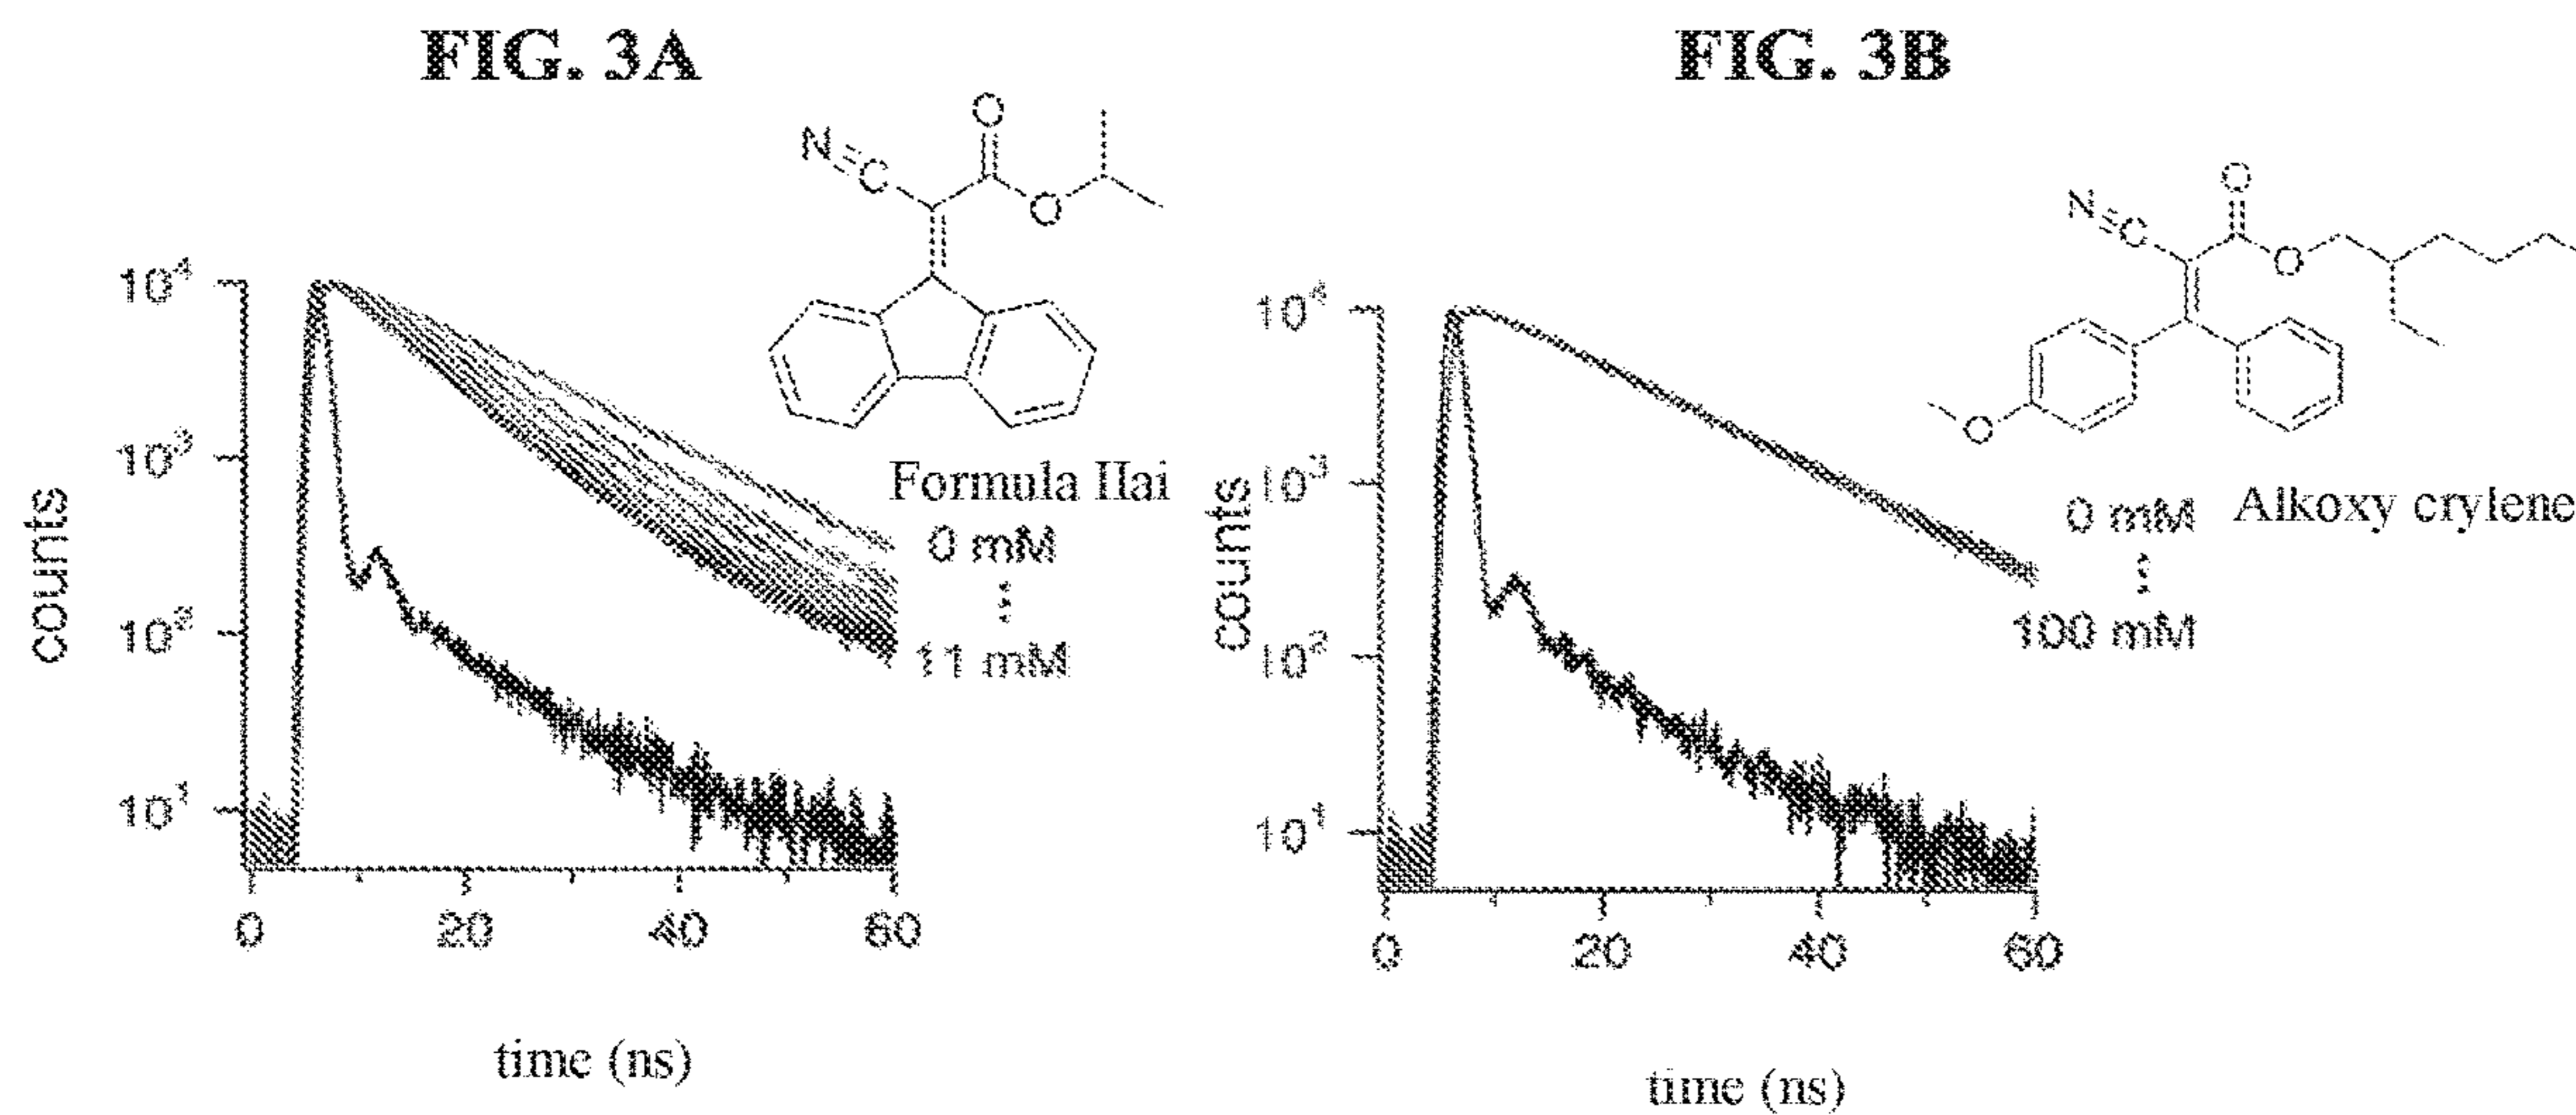 FIG. 3A
N≡C
O
O
10⁴
10³
10²
10¹
counts
Formula IIai
0 mM
11 mM
0
20
40
60
time (ns)
FIG. 3B
N≡C
O
O
O
10⁴
10³
10²
10¹
counts
0 mM
Alkoxy crylene
100 mM
0
20
40
60
time (ns)